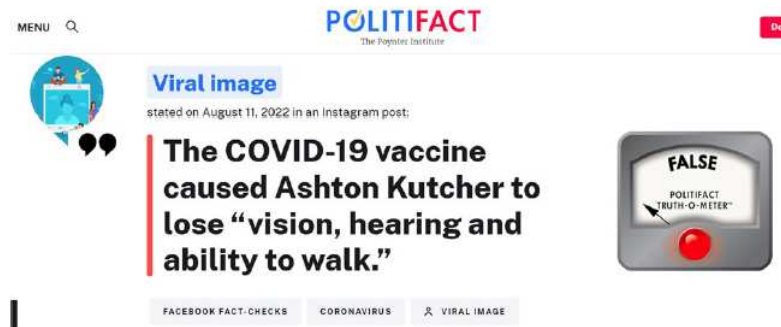 MENU
POLITIFACT
The Poynter Institute
Viral image
stated on August 11, 2022 in an Instagram post:
The COVID-19 vaccine
caused Ashton Kutcher to
lose “vision, hearing and
ability to walk.”
FALSE
POLITIFACT
TRUTH-O-METER™
FACEBOOK FACT-CHECKS CORONAVIRUS VIRAL IMAGE